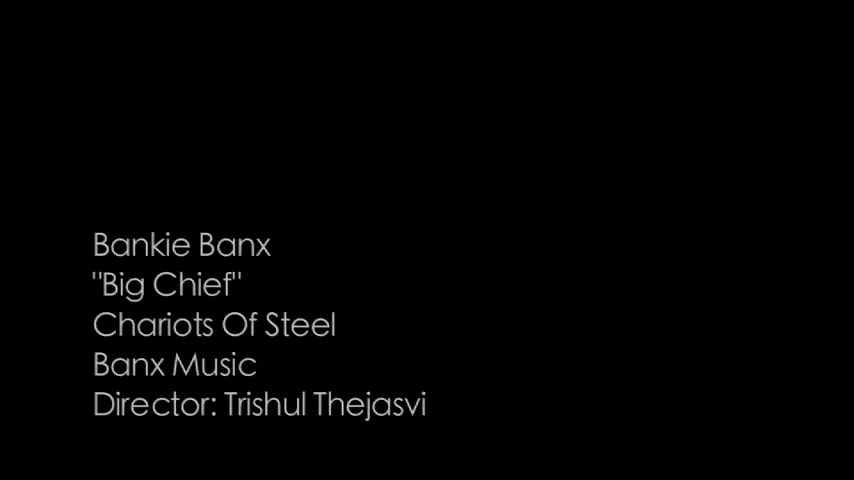 Bankie Banx
"Big Chief"
Chariots Of Steel
Banx Music
Director: Trishul Thejasvi